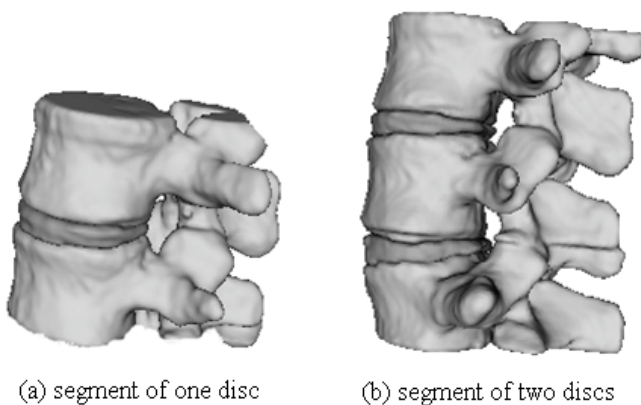 (a) segment of one disc
(b) segment of two discs